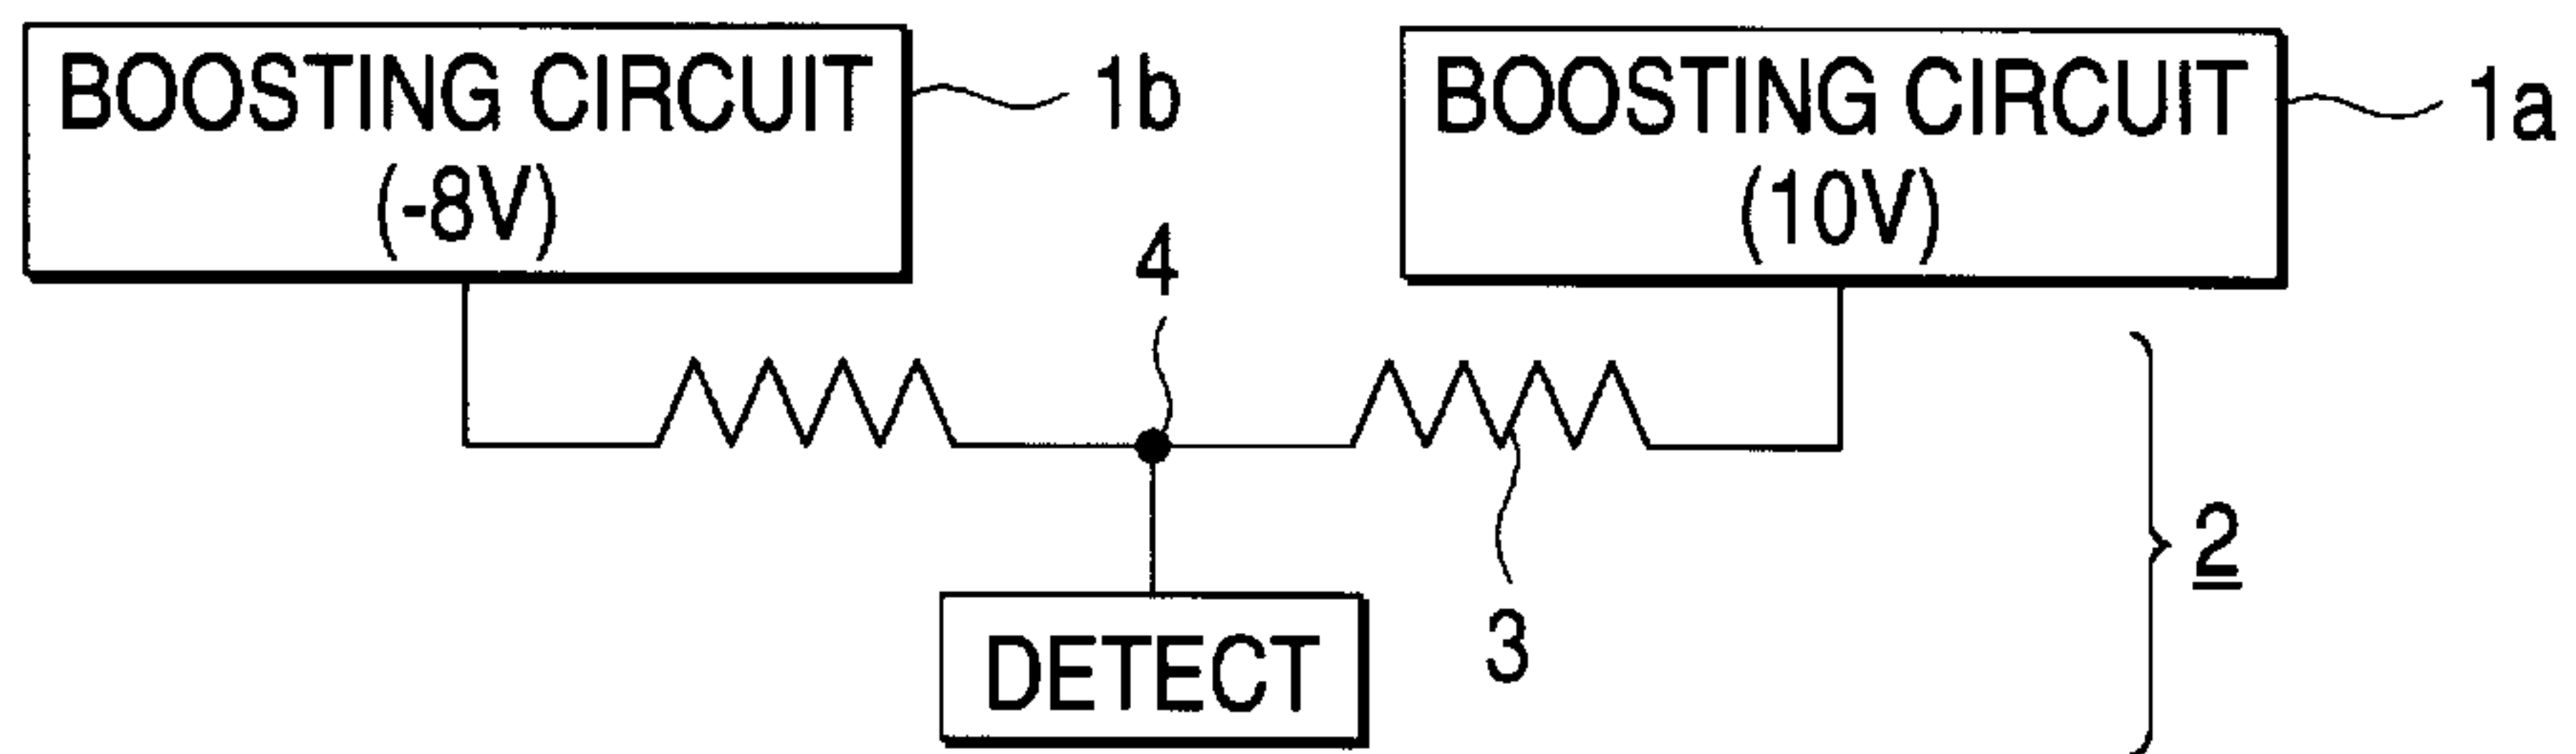 BOOSTING CIRCUIT
(-8V)
1b
BOOSTING CIRCUIT
(10V)
1a
4
2
3
DETECT